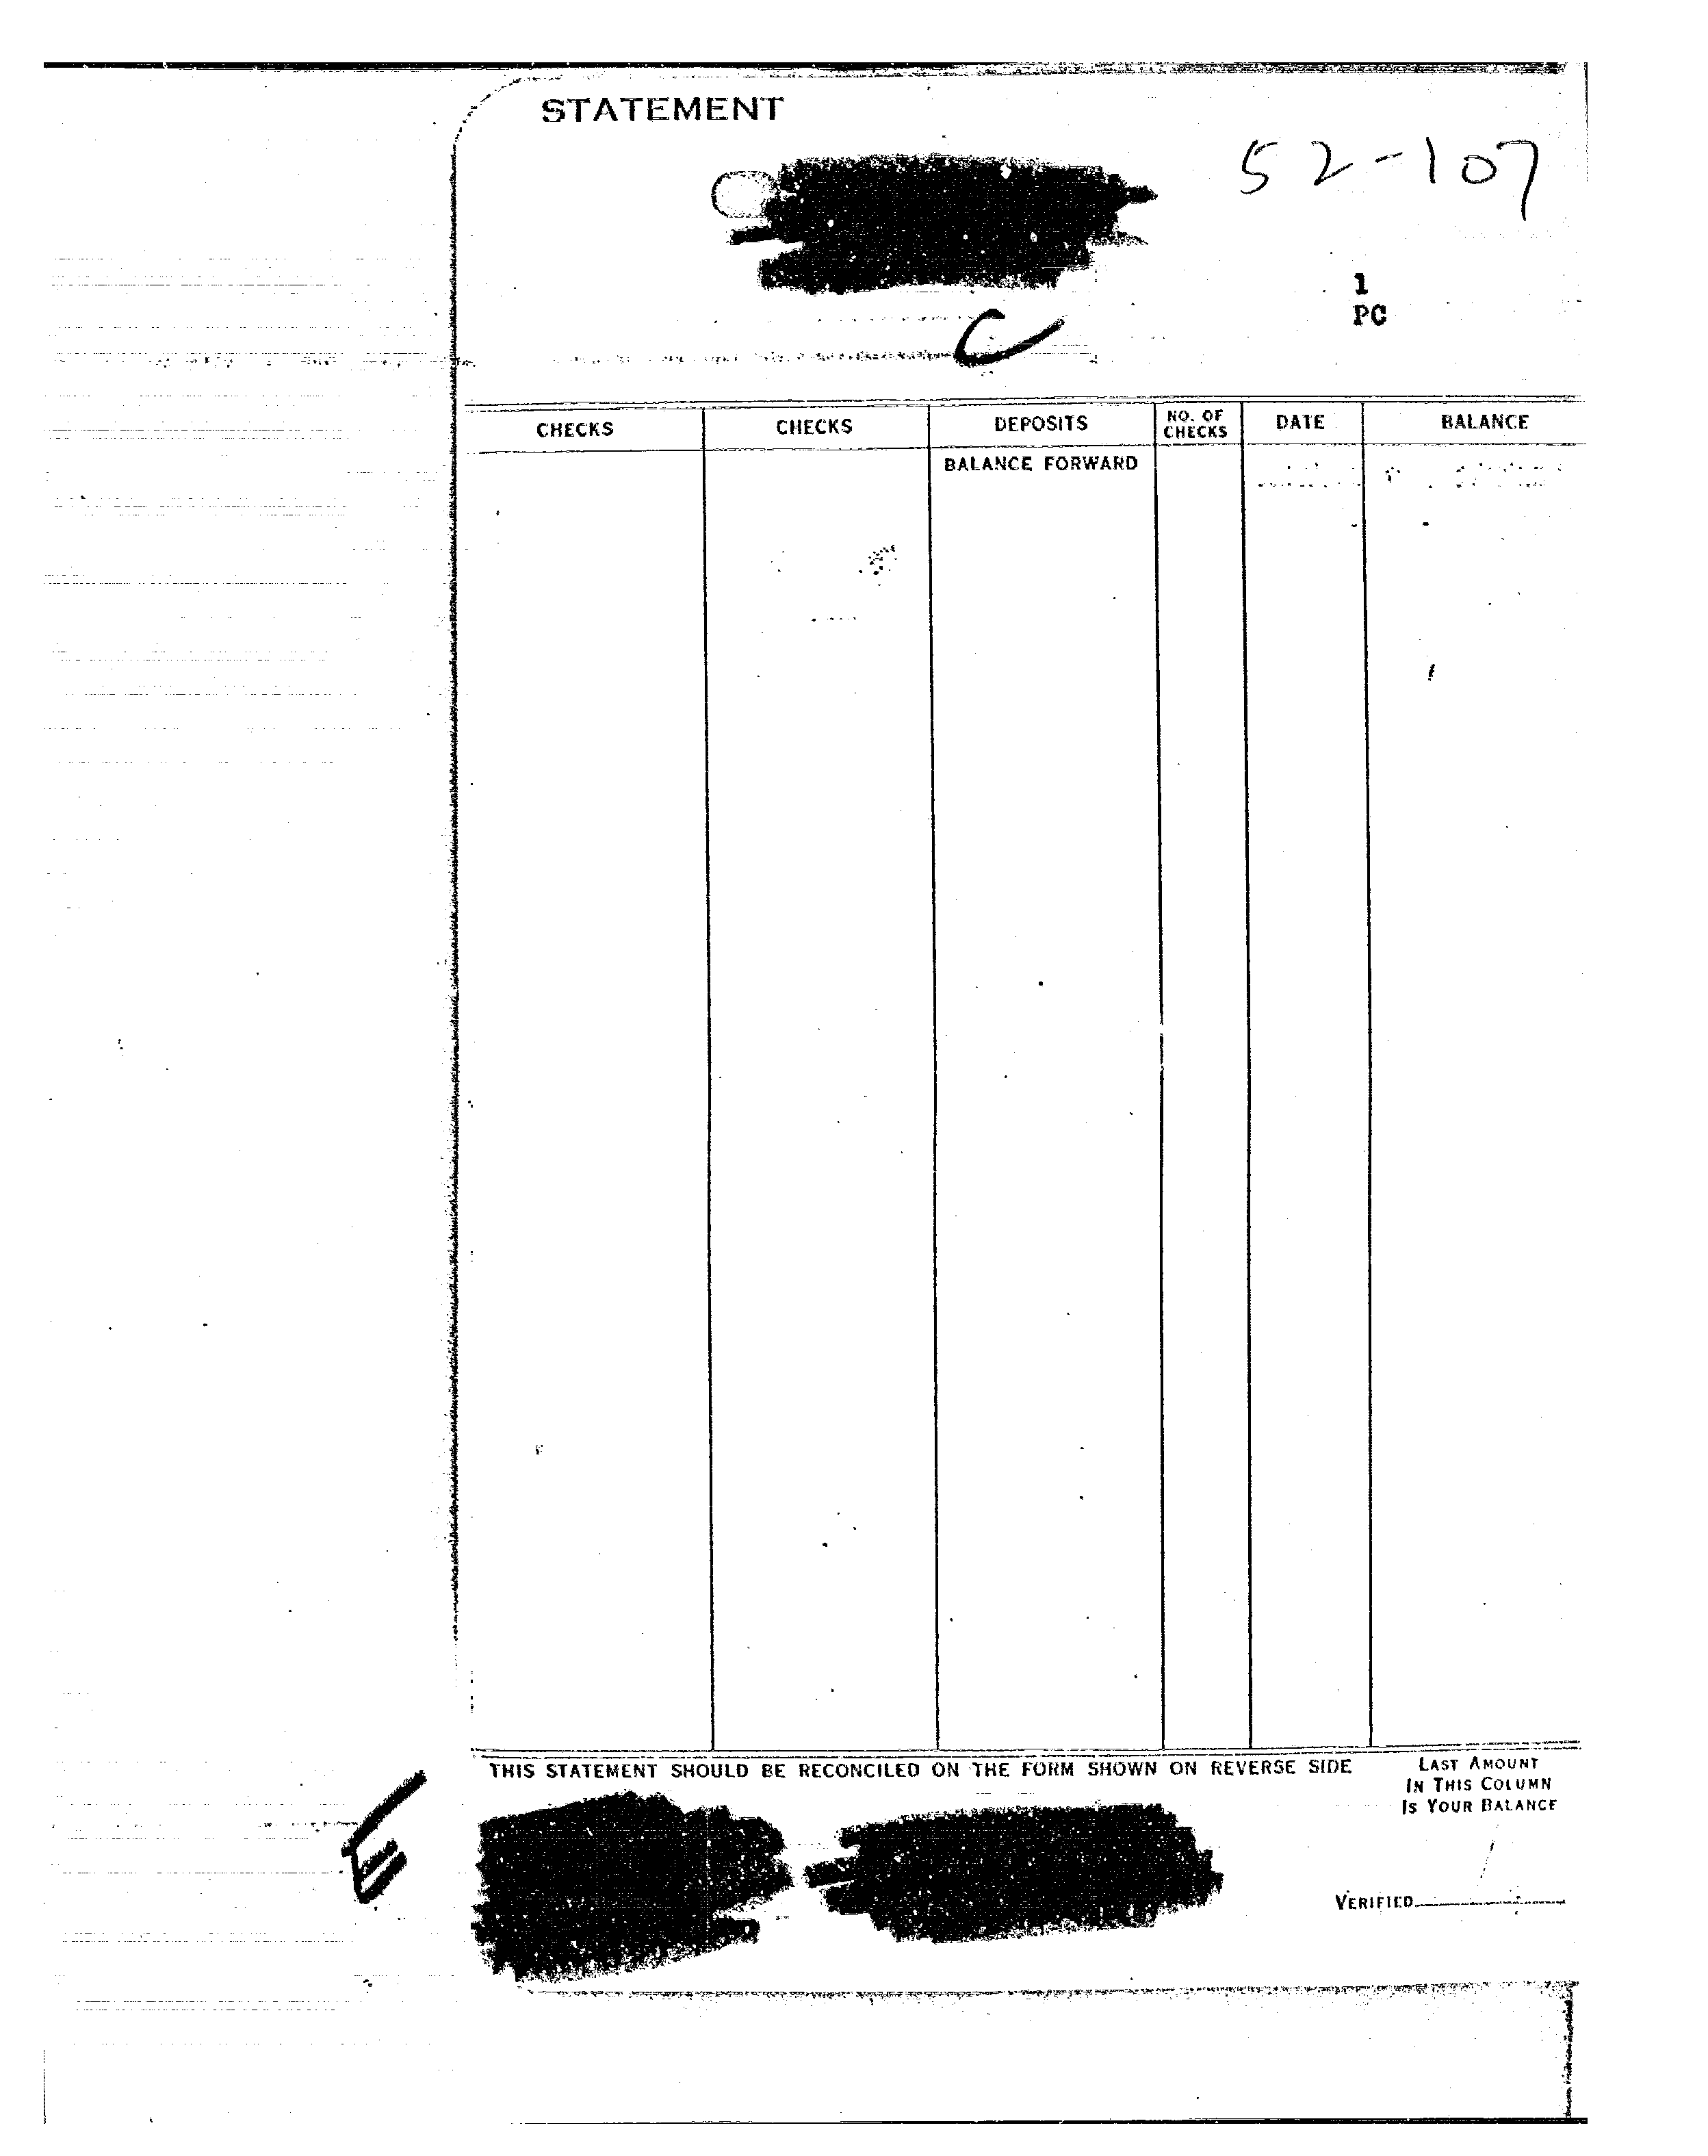 STATEMENT
52-107
1
PC
C
CHECKS CHECKS DEPOSITS NO. OF CHECKS DATE BALANCE
BALANCE FORWARD
THIS STATEMENT SHOULD BE RECONCILED ON THE FORM SHOWN ON REVERSE SIDE
LAST AMOUNT
IN THIS COLUMN
IS YOUR BALANCE
E
VERIFIED